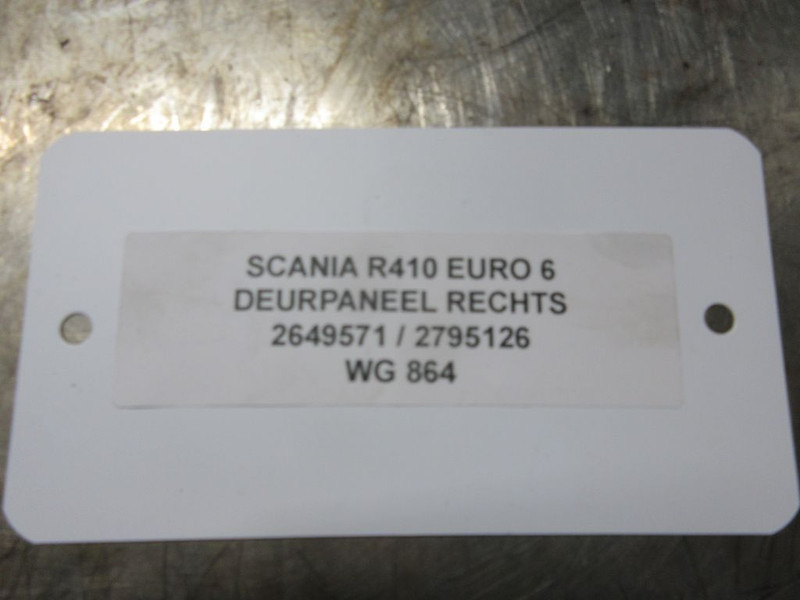 SCANIA R410 EURO 6
DEURPANEEL RECHTS
2649571 / 2795126
WG 864